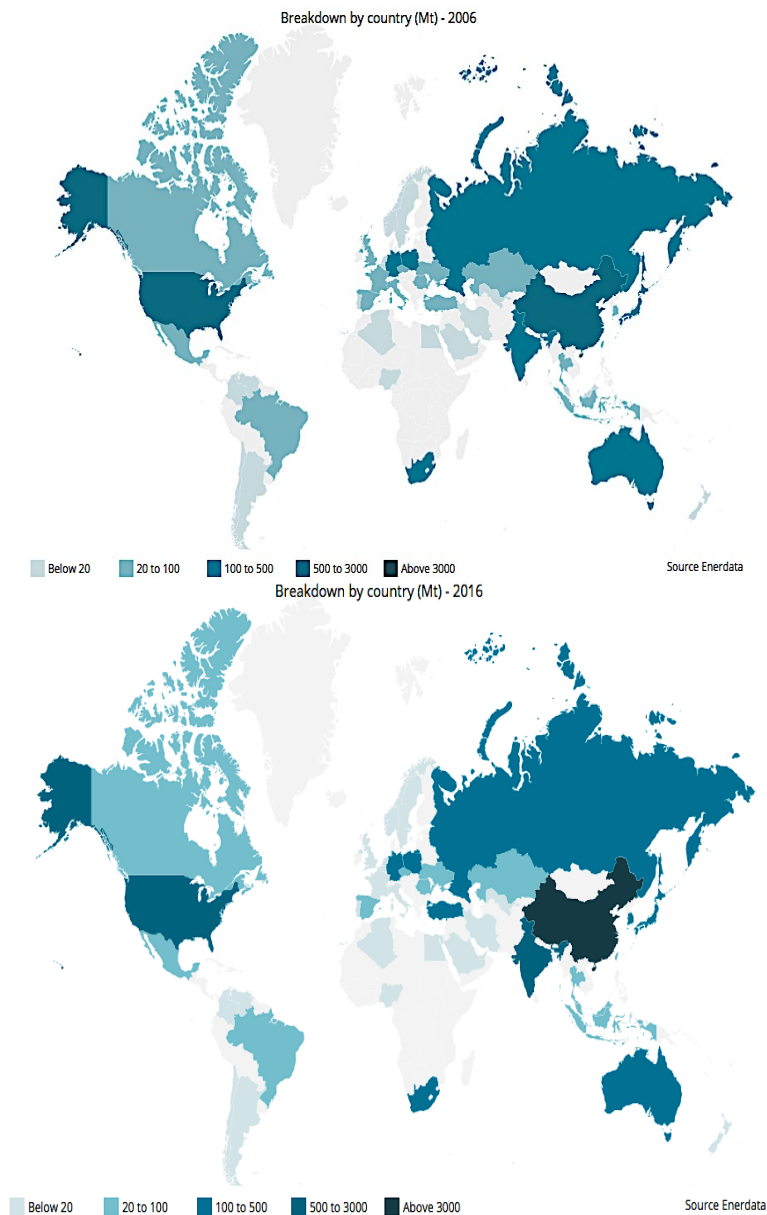 Breakdown by country (Mt) - 2006
Below 20 20 to 100 100 to 500 500 to 3000 Above 3000 Source Enerdata
Breakdown by country (Mt) - 2016
Below 20 20 to 100 100 to 500 500 to 3000 Above 3000 Source Enerdata